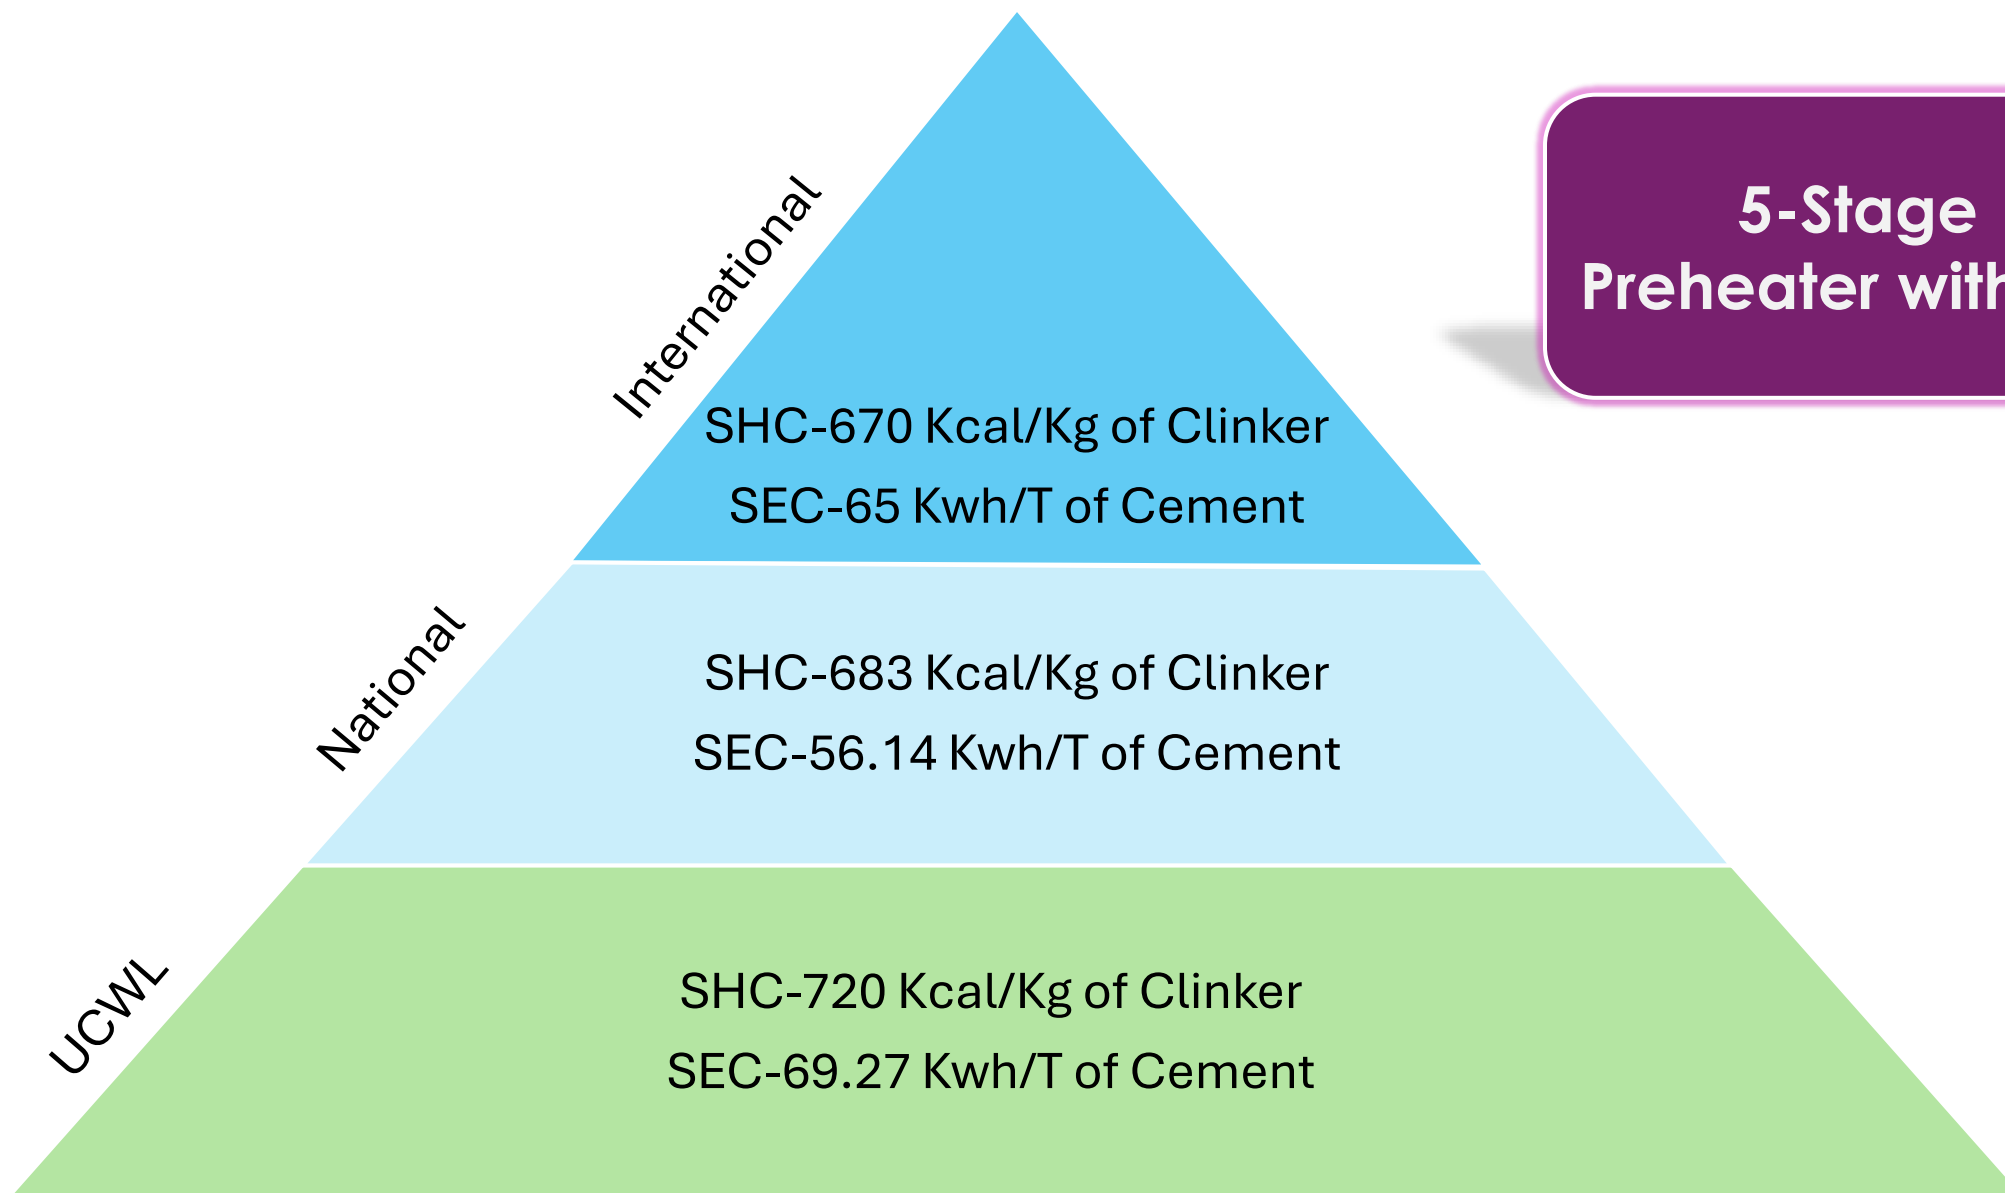 International
SHC-670 Kcal/Kg of Clinker
SEC-65 Kwh/T of Cement
5-Stage
Preheater with
National
SHC-683 Kcal/Kg of Clinker
SEC-56.14 Kwh/T of Cement
UCWL
SHC-720 Kcal/Kg of Clinker
SEC-69.27 Kwh/T of Cement